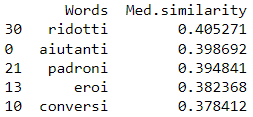 Words Med.similarity
30 ridotti 0.405271
0 aiutanti 0.398692
21 padroni 0.394841
13 eroi 0.382368
10 conversi 0.378412